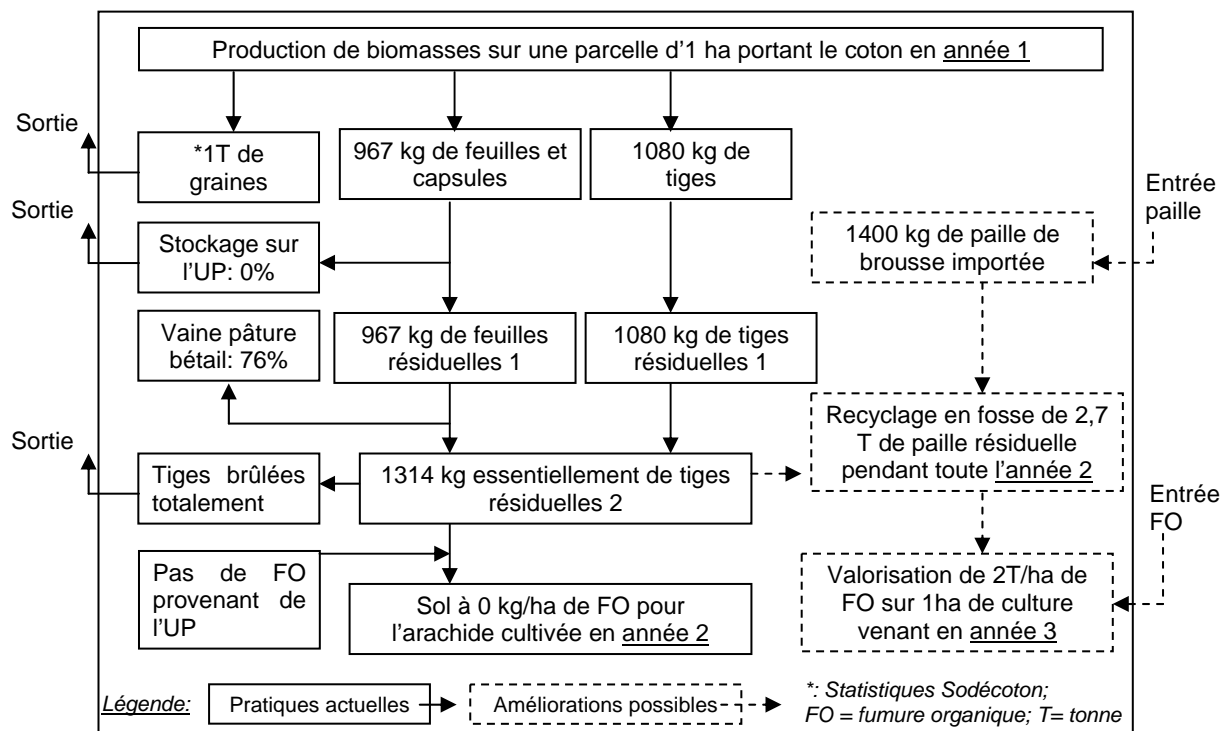 Production de biomasses sur une parcelle d'1 ha portant le coton en année 1
Sortie
*1T de
graines
967 kg de feuilles et
capsules
1080 kg de
tiges
Entrée
paille
Sortie
Stockage sur
l'UP: 0%
1400 kg de paille de
brousse importée
Vaine pâture
bétail: 76%
967 kg de feuilles
résiduelles 1
1080 kg de tiges
résiduelles 1
Sortie
Tiges brûlées
totalement
1314 kg essentiellement de tiges
résiduelles 2
Recyclage en fosse de 2,7
T de paille résiduelle
pendant toute l'année 2
Entrée
FO
Pas de FO
provenant de
l'UP
Sol à 0 kg/ha de FO pour
l'arachide cultivée en année 2
Valorisation de 2T/ha de
FO sur 1ha de culture
venant en année 3
Légende:
Pratiques actuelles
Améliorations possibles
*: Statistiques Sodécoton;
FO = fumure organique; T= tonne